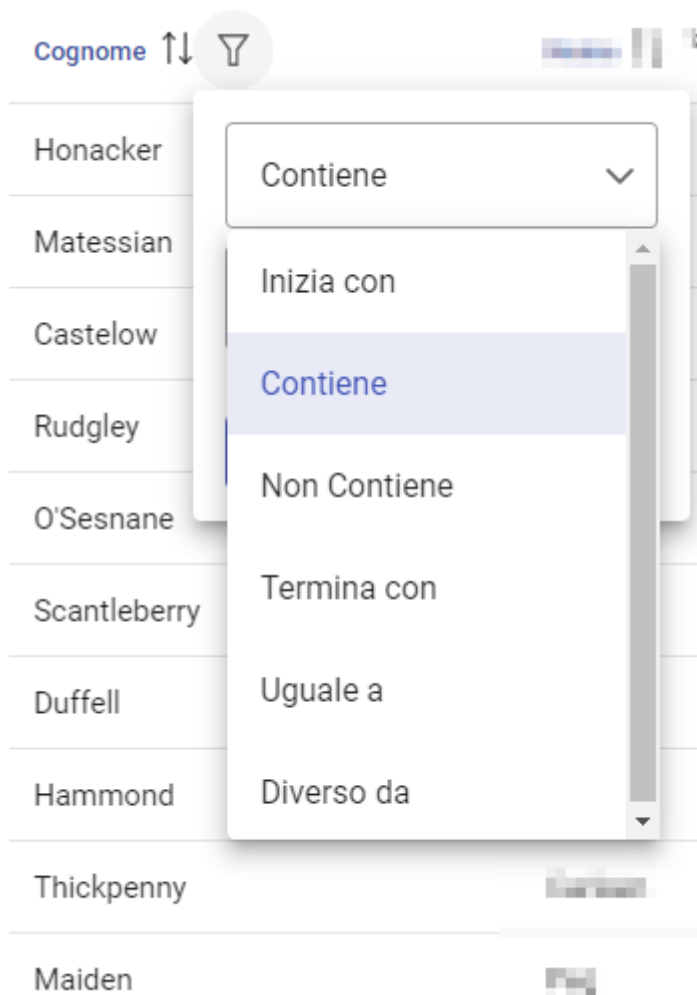 Cognome
Contiene
Inizia con
Contiene
Non Contiene
Termina con
Uguale a
Diverso da
Honacker
Matessian
Castelow
Rudgley
O'Sesnane
Scantleberry
Duffell
Hammond
Thickpenny
Maiden